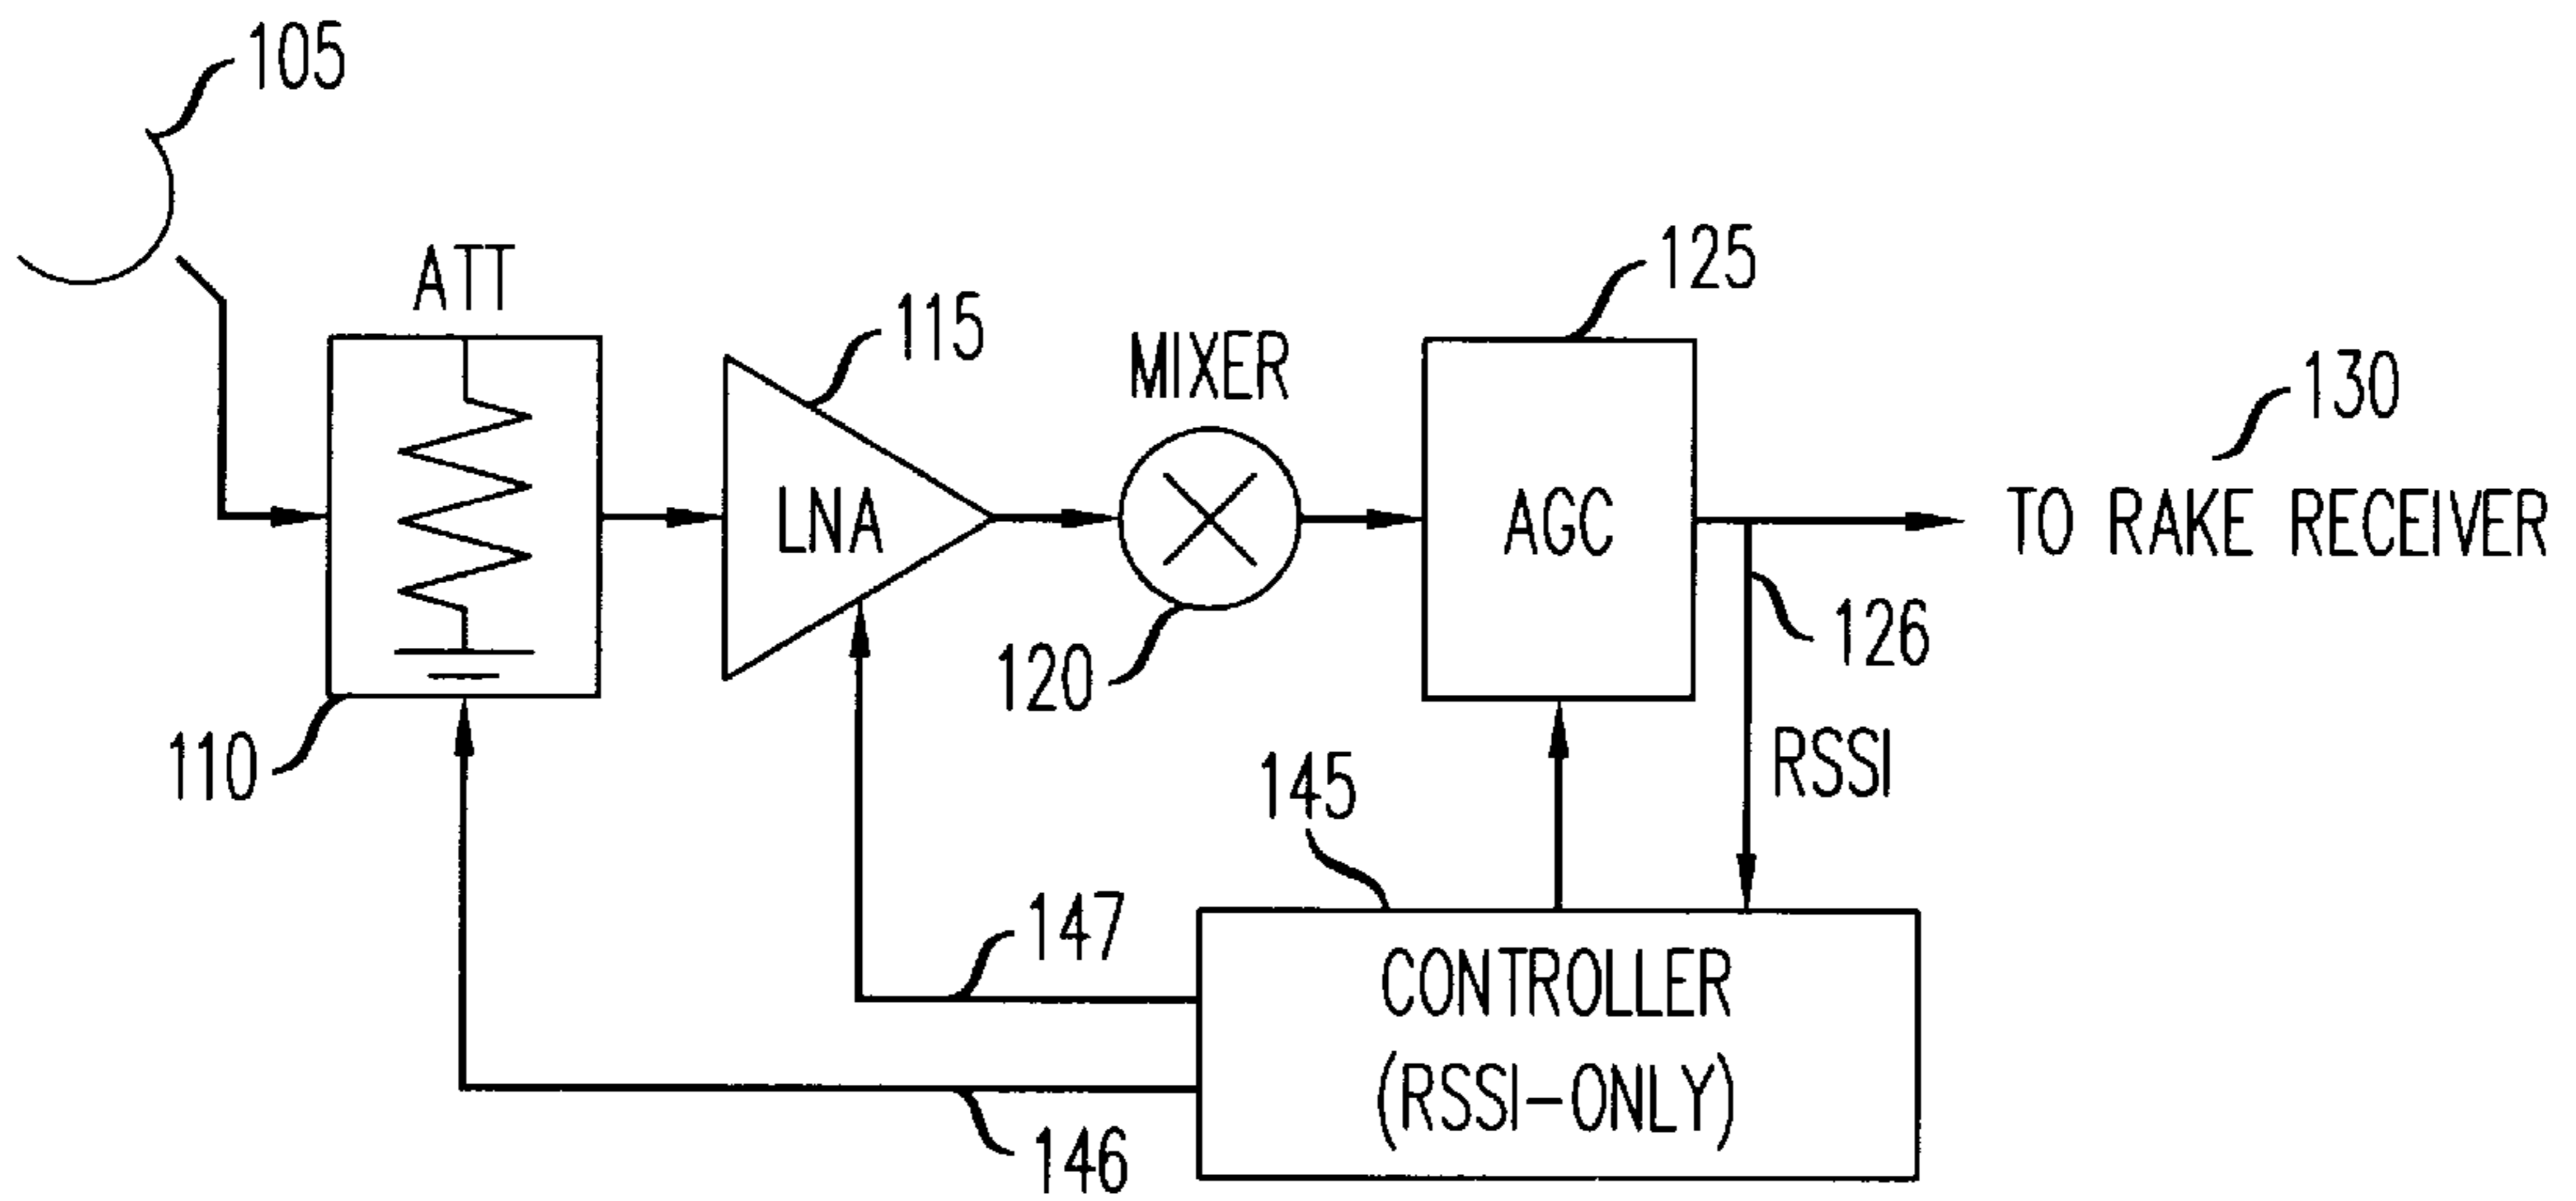 105
ATT
115
MIXER
125
130
LNA
AGC
TO RAKE RECEIVER
126
120
110
RSSI
145
147
CONTROLLER
(RSSI-ONLY)
146